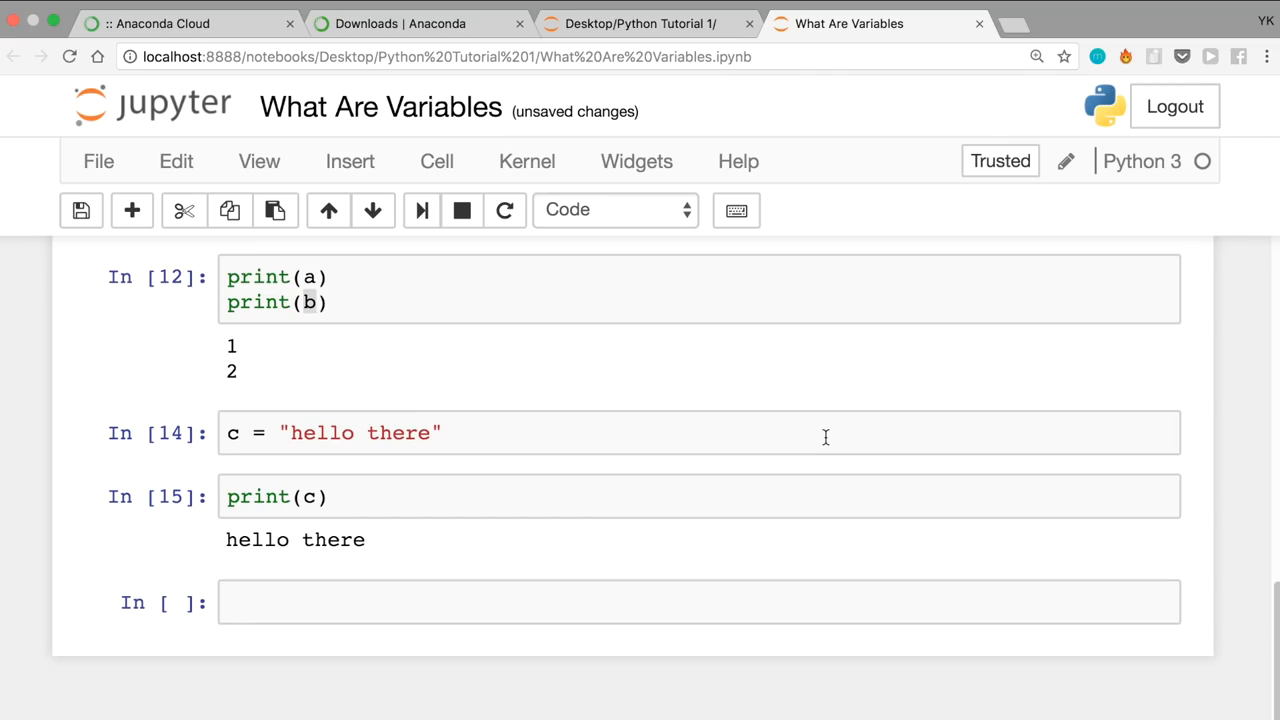 :: Anaconda Cloud
Downloads | Anaconda
Desktop/Python Tutorial 1/
What Are Variables
YK
localhost:8888/notebooks/Desktop/Python%20Tutorial%201/What%20Are%20Variables.ipynb
jupyter What Are Variables (unsaved changes)
Logout
File Edit View Insert Cell Kernel Widgets Help
Trusted
Python 3
Code
In [12]: print(a)
print(b)
1
2
In [14]: c = "hello there"
In [15]: print(c)
hello there
In [ ]: